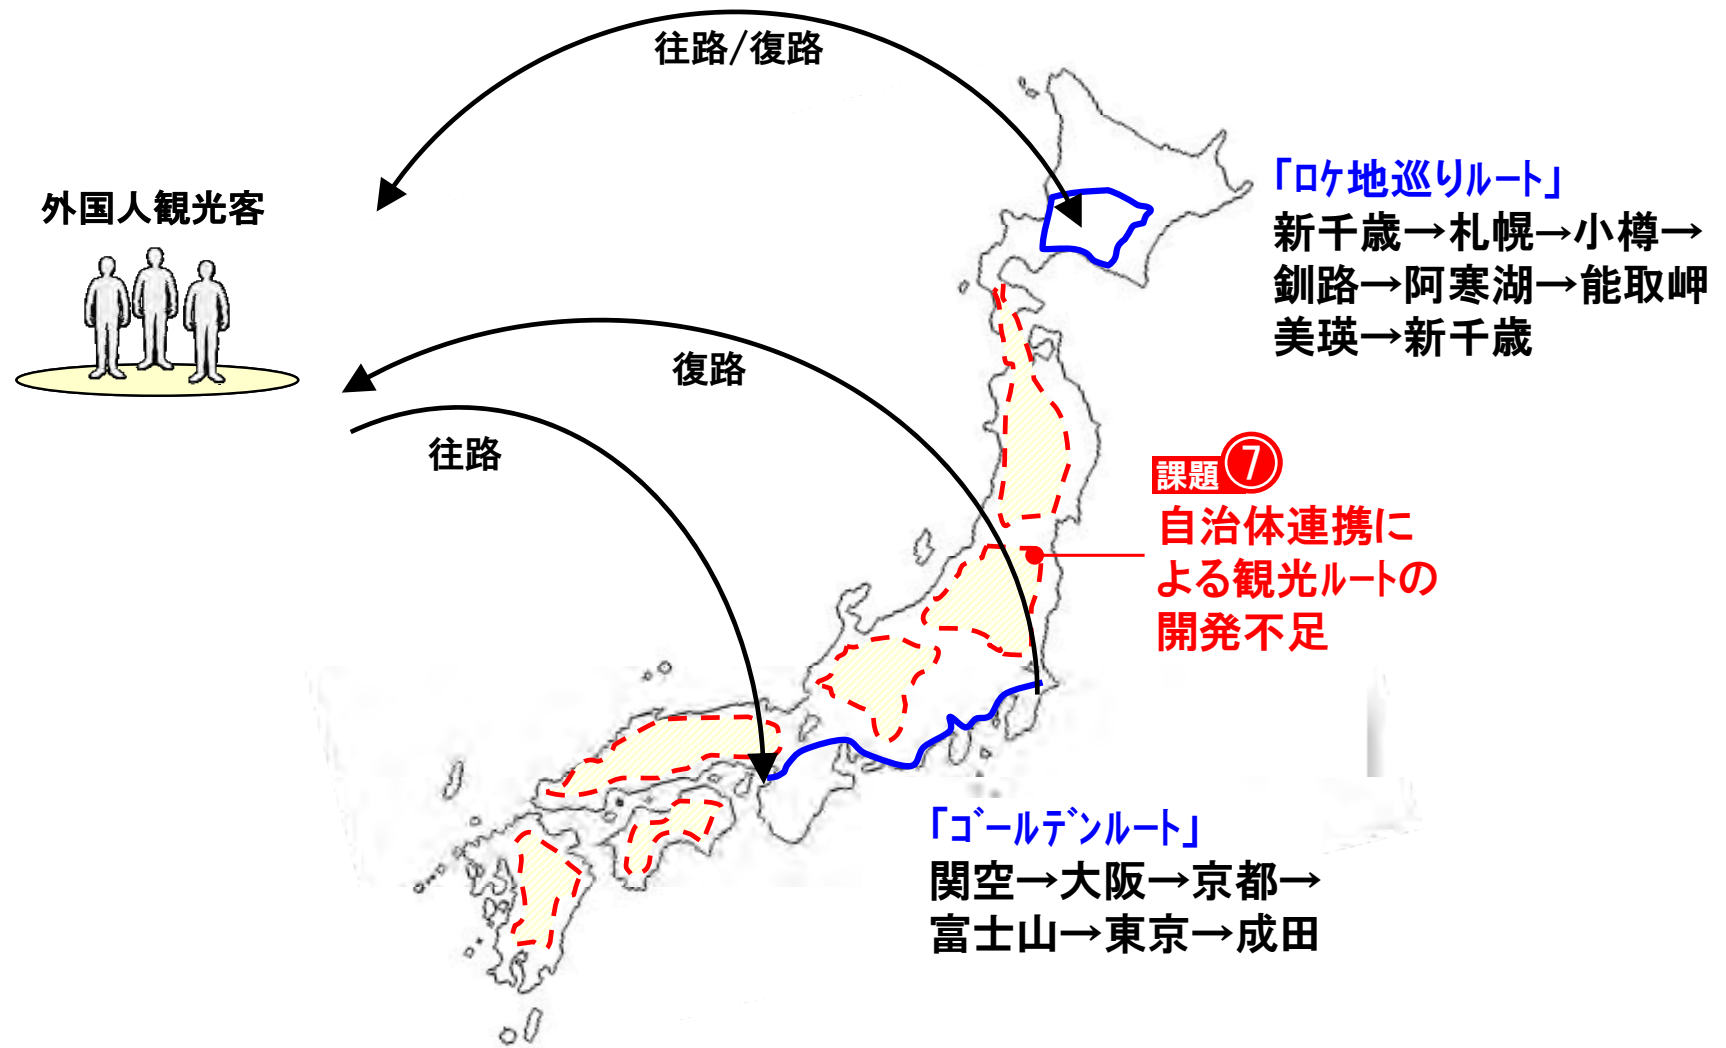 往路/復路
外国人観光客
「ﾛｹ地巡りﾙｰﾄ」
新千歳→札幌→小樽→
釧路→阿寒湖→能取岬
美瑛→新千歳
復路
往路
課題⑦
自治体連携に
よる観光ﾙｰﾄの
開発不足
「ｺﾞｰﾙﾃﾞﾝﾙｰﾄ」
関空→大阪→京都→
富士山→東京→成田